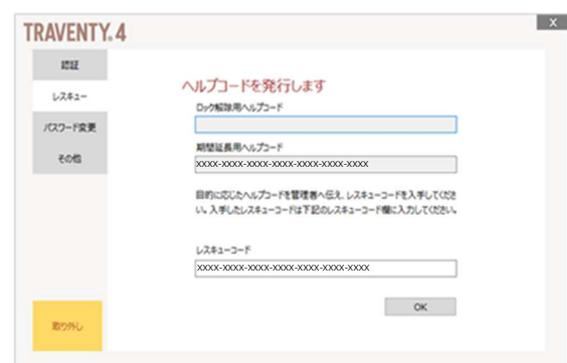 TRAVENTY.4
X
認証
レスキュー
パスワード変更
その他
取り外し
ヘルプコードを発行します
ロック解除用ヘルプコード
期間延長用ヘルプコード
XXXX-XXXX-XXXX-XXXX-XXXX-XXXX-XXXX
目的に応じたヘルプコードを管理者へ伝え、レスキューコードを入手してくださ
い。入手したレスキューコードは下記のレスキューコード欄に入力してください。
レスキューコード
XXXX-XXXX-XXXX-XXXX-XXXX-XXXX-XXXX
OK